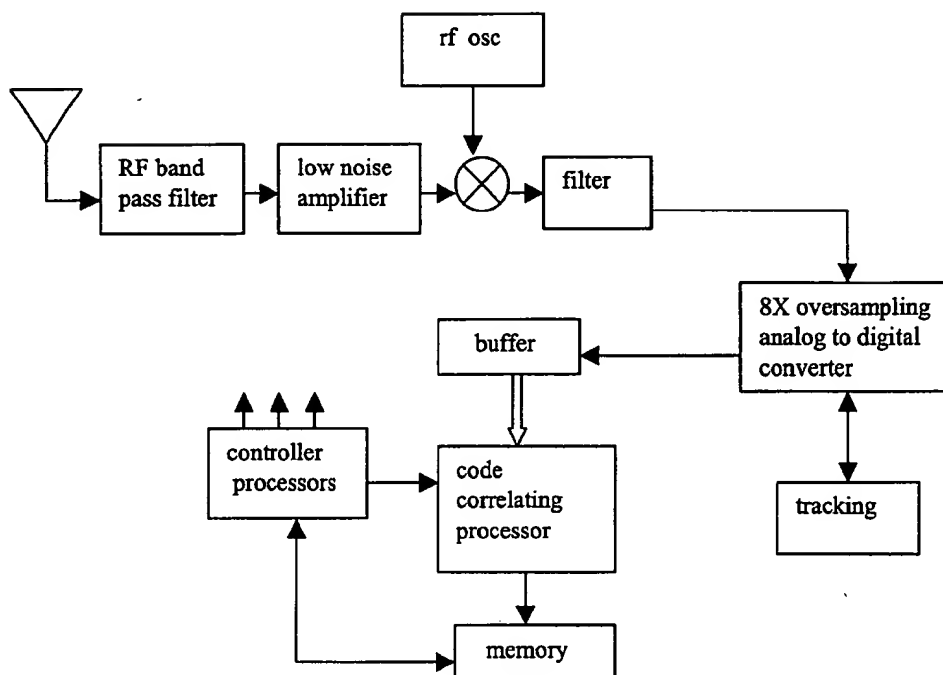 rf osc
RF band
pass filter
low noise
amplifier
filter
8X oversampling
analog to digital
converter
buffer
controller
processors
code
correlating
processor
tracking
memory